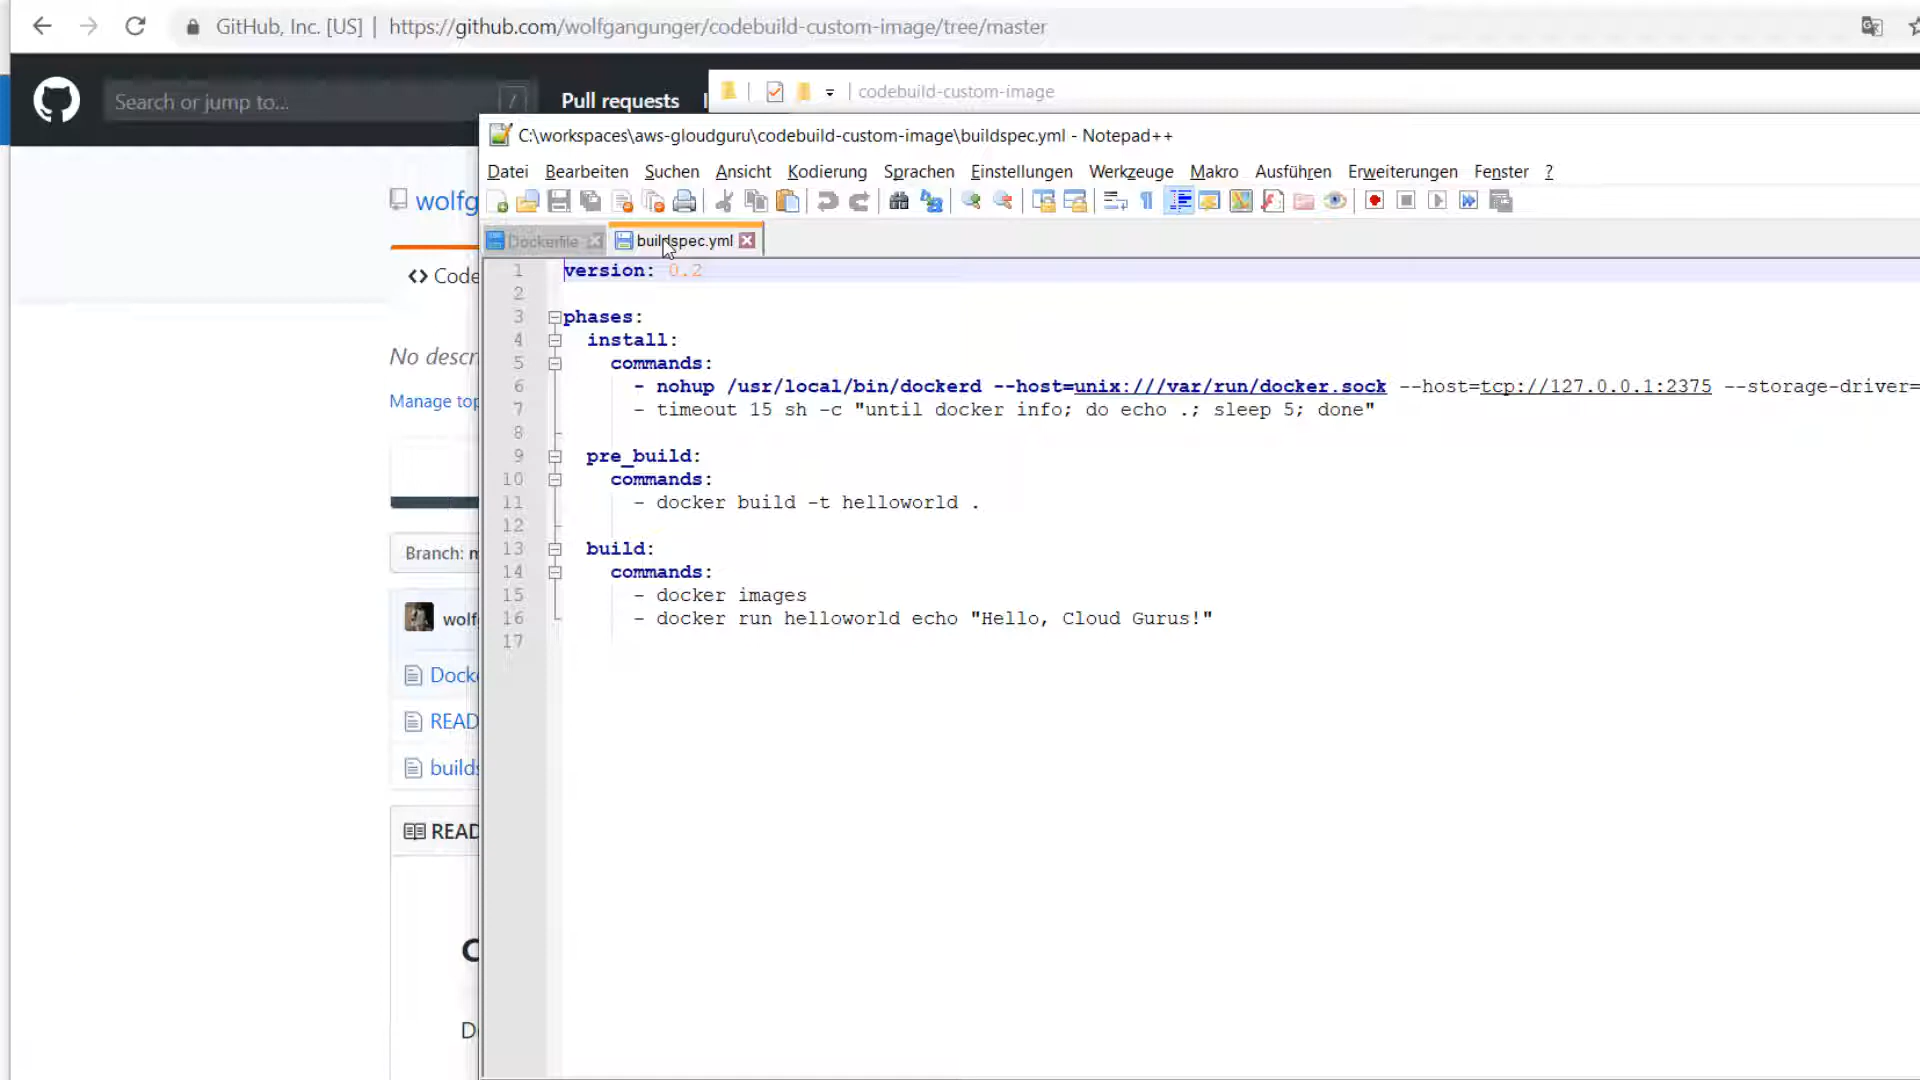 GitHub, Inc. [US] | https://github.com/wolfgangunger/codebuild-custom-image/tree/master
Search or jump to...
/
Pull requests
codebuild-custom-image
C:\workspaces\aws-gloudguru\codebuild-custom-image\buildspec.yml - Notepad++
Datei Bearbeiten Suchen Ansicht Kodierung Sprachen Einstellungen Werkzeuge Makro Ausführen Erweiterungen Fenster ?
wolfg
Dockerfile
buildspec.yml
<> Code
No descr
Manage top
Branch: m
wolf
Docke
READ
builds
READ
1 version: 0.2
2
3 phases:
4 install:
5 commands:
6 - nohup /usr/local/bin/dockerd --host=unix:///var/run/docker.sock --host=tcp://127.0.0.1:2375 --storage-driver=
7 - timeout 15 sh -c "until docker info; do echo .; sleep 5; done"
8
9 pre_build:
10 commands:
11 - docker build -t helloworld .
12
13 build:
14 commands:
15 - docker images
16 - docker run helloworld echo "Hello, Cloud Gurus!"
17